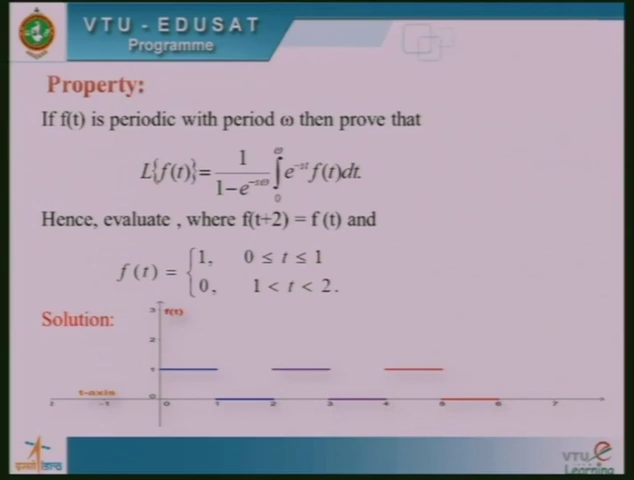 VTU - EDUSAT
Programme
Property:
If f(t) is periodic with period ω then prove that
L{f(t)}= 1/(1−e^{−sω}) ∫_0^ω e^{−st} f(t)dt.
Hence, evaluate , where f(t+2) = f (t) and
f (t) = { 1, 0 ≤ t ≤ 1
0, 1 < t < 2.
Solution:
f(t)
3
2
1
0
t-axis
2 -1 0 1 2 3 4 5 6 7
VTU e
Learning